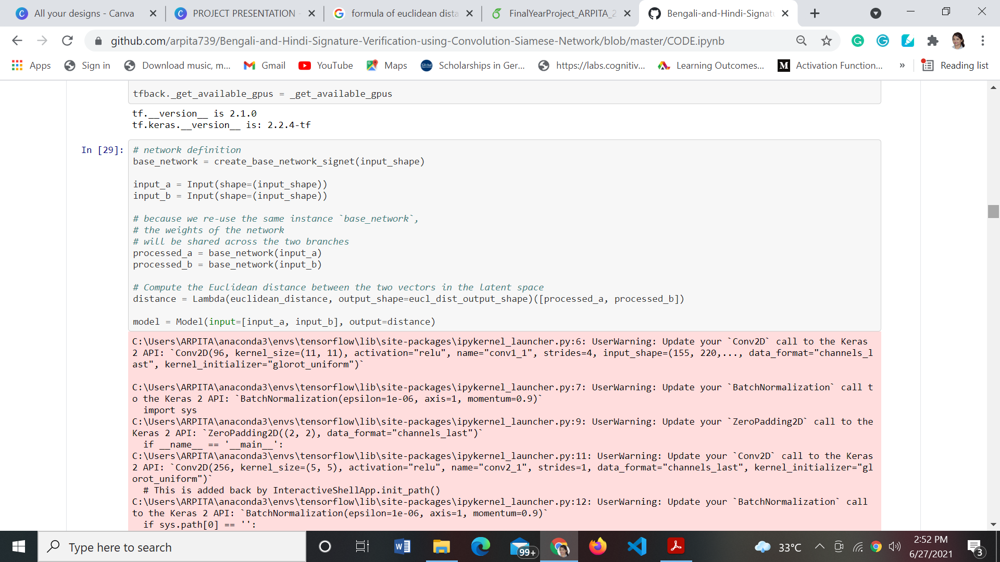 All your designs - Canva
PROJECT PRESENTATION -
formula of euclidean dista
FinalYearProject_ARPITA_2
Bengali-and-Hindi-Signatu
github.com/arpita739/Bengali-and-Hindi-Signature-Verification-using-Convolution-Siamese-Network/blob/master/CODE.ipynb
Apps
Sign in
Download music, m...
Gmail
YouTube
Maps
Scholarships in Ger...
https://labs.cognitiv...
Learning Outcomes...
Activation Function...
»
Reading list
tfback._get_available_gpus = _get_available_gpus
tf.__version__ is 2.1.0
tf.keras.__version__ is: 2.2.4-tf
In [29]:
# network definition
base_network = create_base_network_signet(input_shape)
input_a = Input(shape=(input_shape))
input_b = Input(shape=(input_shape))
# because we re-use the same instance `base_network`,
# the weights of the network
# will be shared across the two branches
processed_a = base_network(input_a)
processed_b = base_network(input_b)
# Compute the Euclidean distance between the two vectors in the latent space
distance = Lambda(euclidean_distance, output_shape=eucl_dist_output_shape)([processed_a, processed_b])
model = Model(input=[input_a, input_b], output=distance)
C:\Users\ARPITA\anaconda3\envs\tensorflow\lib\site-packages\ipykernel_launcher.py:6: UserWarning: Update your `Conv2D` call to the Keras
2 API: `Conv2D(96, kernel_size=(11, 11), activation="relu", name="conv1_1", strides=4, input_shape=(155, 220,..., data_format="channels_l
ast", kernel_initializer="glorot_uniform")`
C:\Users\ARPITA\anaconda3\envs\tensorflow\lib\site-packages\ipykernel_launcher.py:7: UserWarning: Update your `BatchNormalization` call t
o the Keras 2 API: `BatchNormalization(epsilon=1e-06, axis=1, momentum=0.9)`
import sys
C:\Users\ARPITA\anaconda3\envs\tensorflow\lib\site-packages\ipykernel_launcher.py:9: UserWarning: Update your `ZeroPadding2D` call to the
Keras 2 API: `ZeroPadding2D((2, 2), data_format="channels_last")`
if __name__ == '__main__':
C:\Users\ARPITA\anaconda3\envs\tensorflow\lib\site-packages\ipykernel_launcher.py:11: UserWarning: Update your `Conv2D` call to the Keras
2 API: `Conv2D(256, kernel_size=(5, 5), activation="relu", name="conv2_1", strides=1, data_format="channels_last", kernel_initializer="gl
orot_uniform")`
# This is added back by InteractiveShellApp.init_path()
C:\Users\ARPITA\anaconda3\envs\tensorflow\lib\site-packages\ipykernel_launcher.py:12: UserWarning: Update your `BatchNormalization` call
to the Keras 2 API: `BatchNormalization(epsilon=1e-06, axis=1, momentum=0.9)`
if sys.path[0] == '':
Type here to search
99+
33°C
2:52 PM
6/27/2021
3